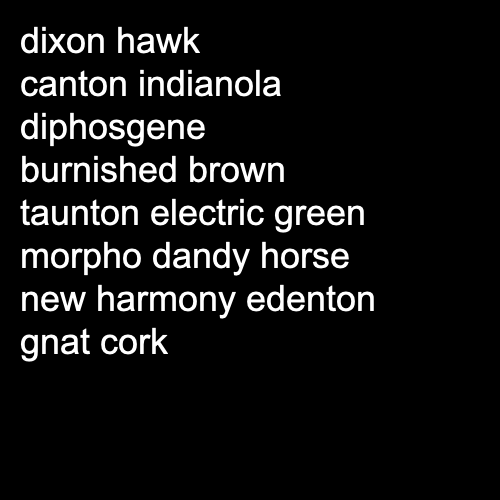 dixon hawk
canton indianola
diphosgene
burnished brown
taunton electric green
morpho dandy horse
new harmony edenton
gnat cork